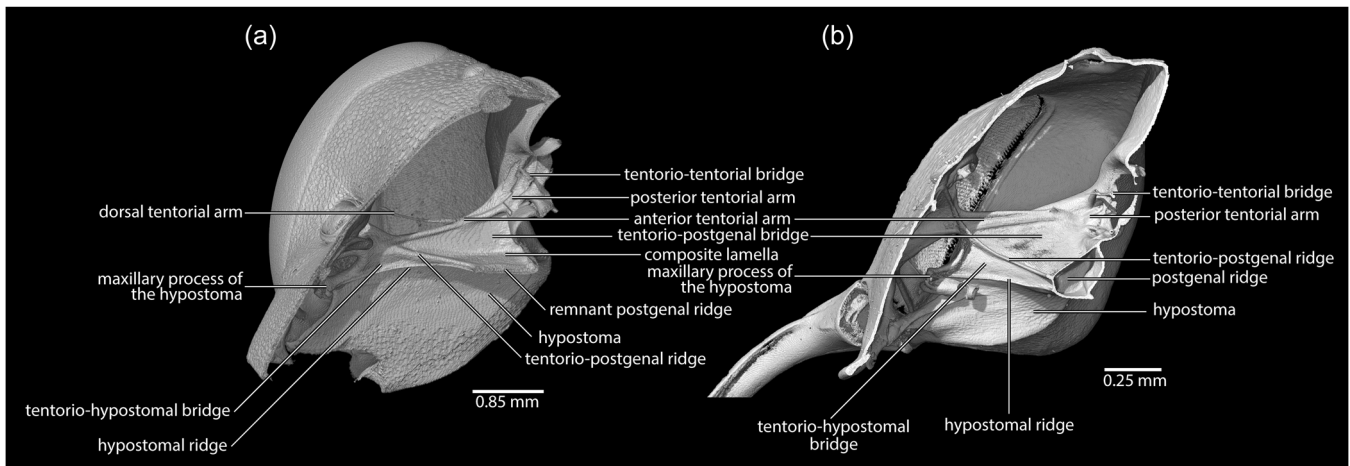 (a)
(b)
tentorio-tentorial bridge
posterior tentorial arm
dorsal tentorial arm
anterior tentorial arm
tentorio-postgenal bridge
composite lamella
maxillary process of
the hypostoma
maxillary process of
the hypostoma
remnant postgenal ridge
hypostoma
tentorio-postgenal ridge
0.85 mm
tentorio-hypostomal bridge
hypostomal ridge
tentorio-tentorial bridge
posterior tentorial arm
tentorio-postgenal ridge
postgenal ridge
hypostoma
0.25 mm
tentorio-hypostomal
bridge
hypostomal ridge